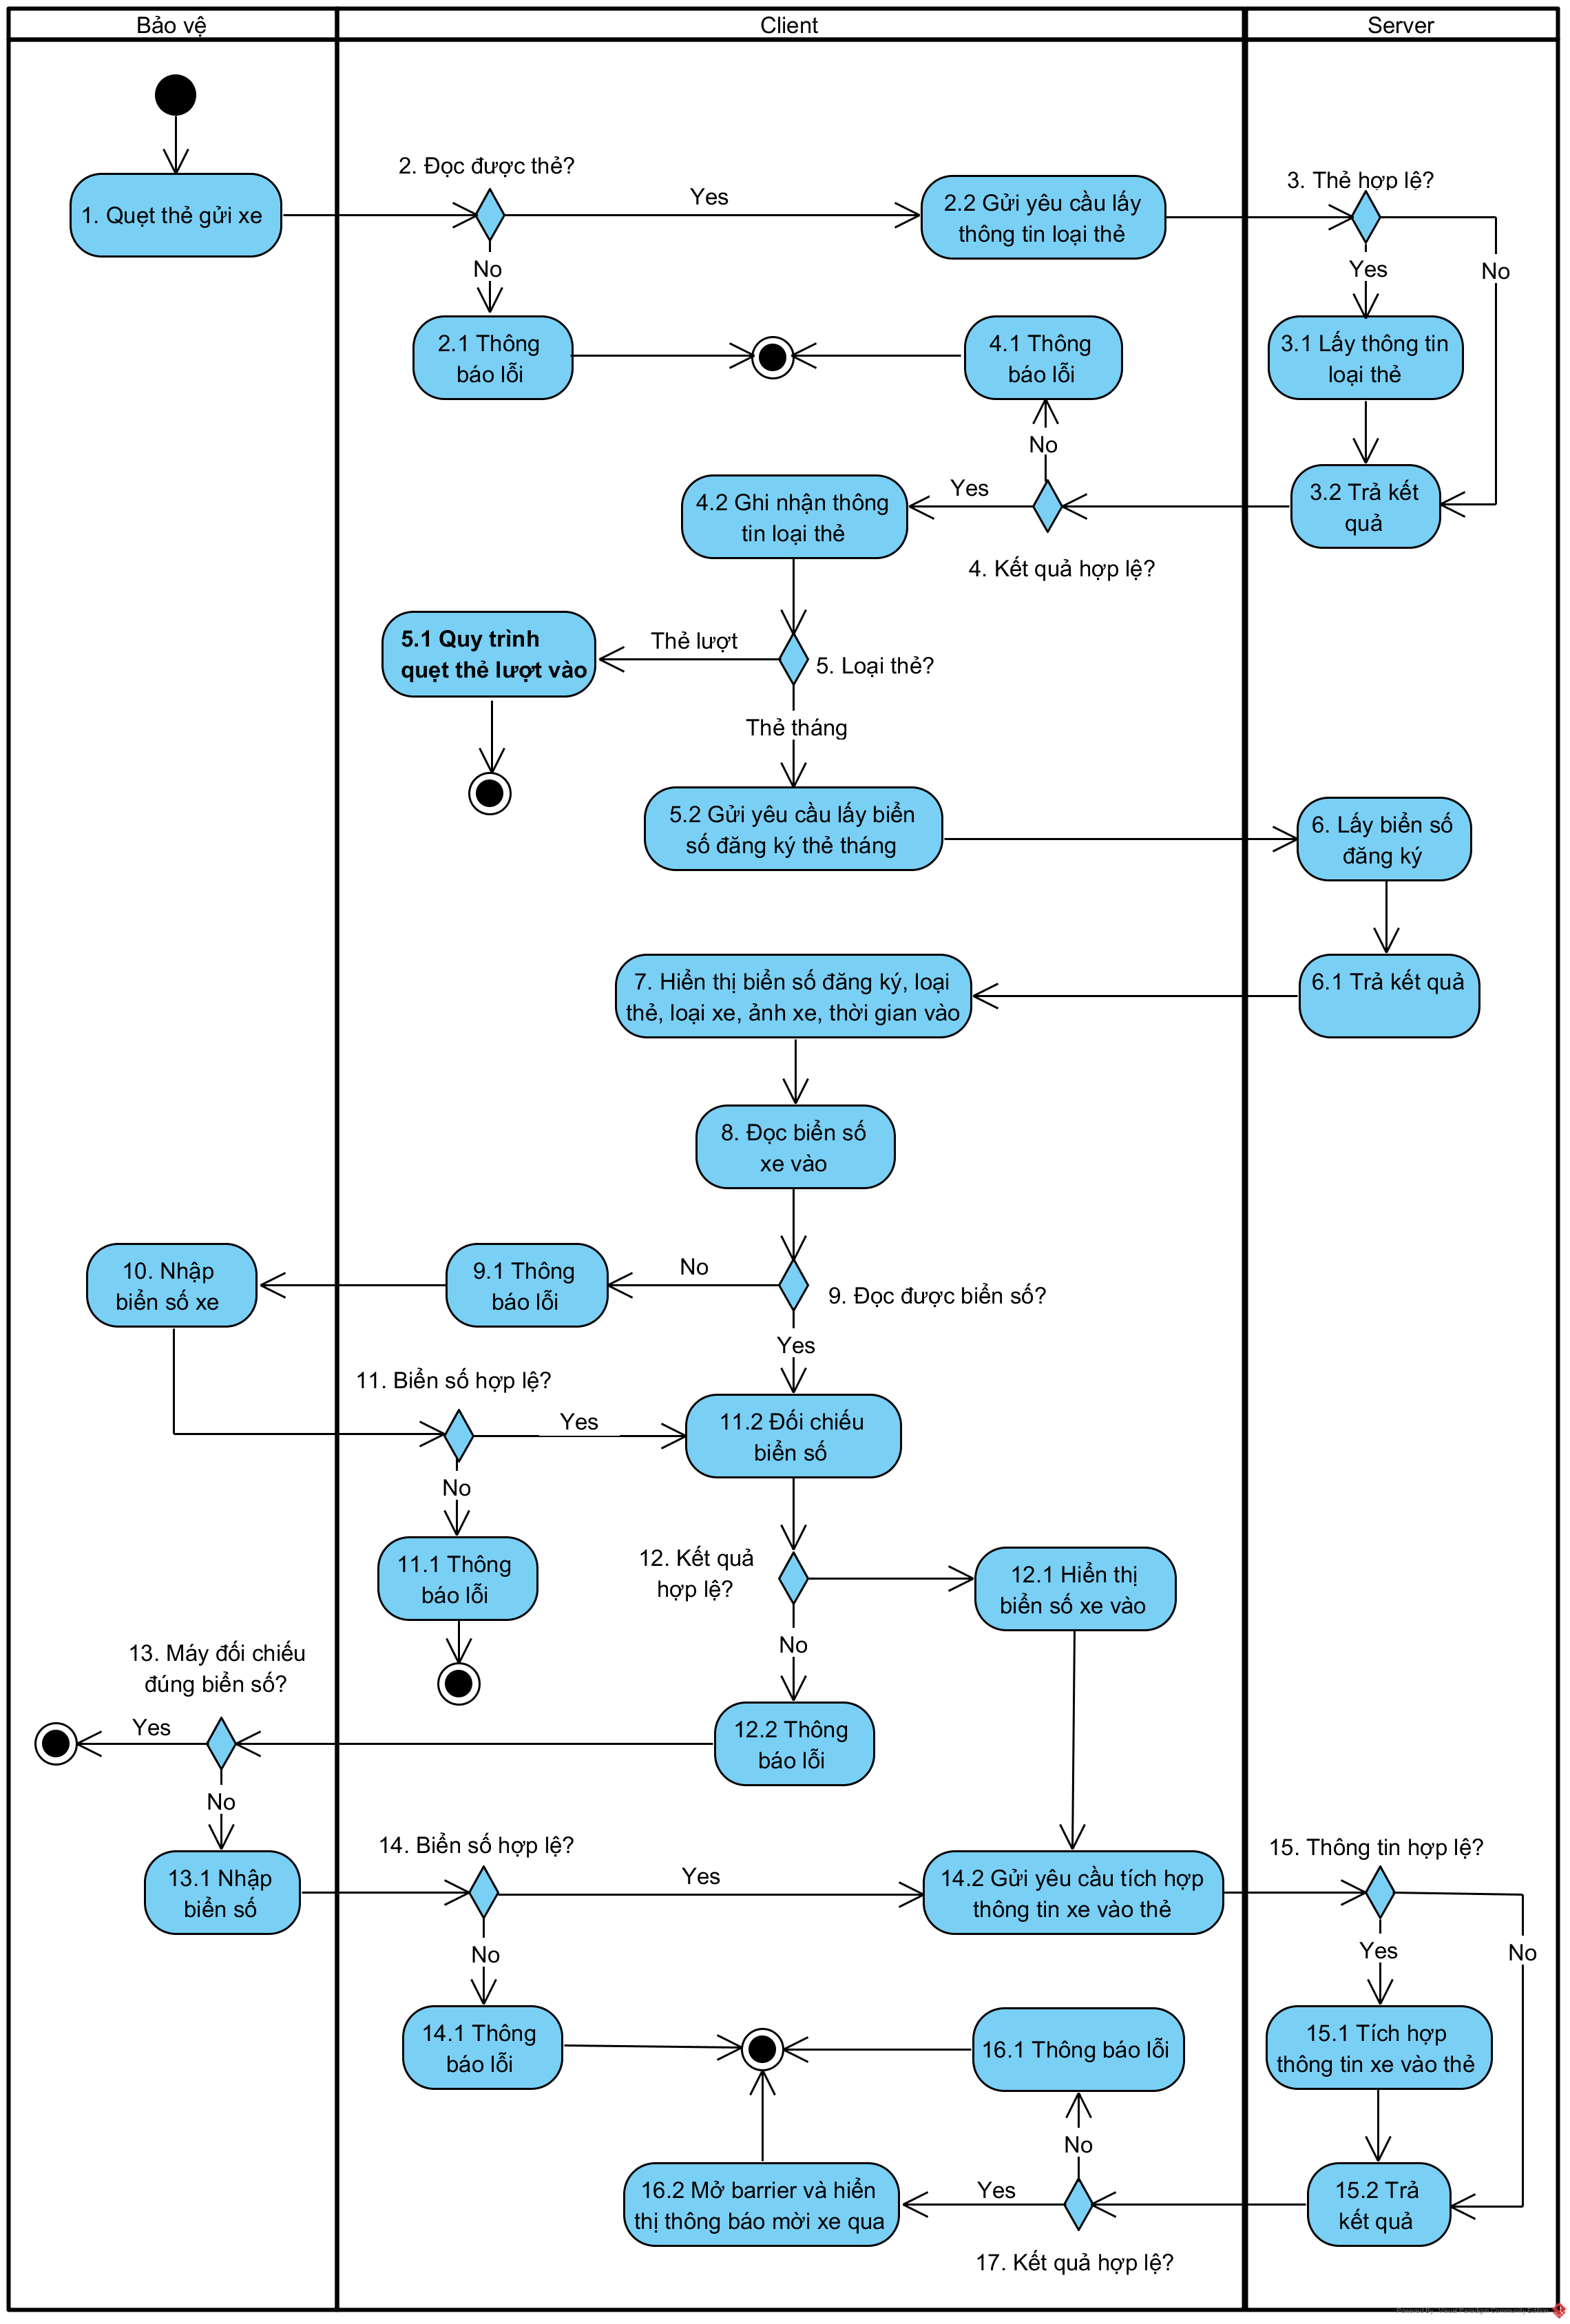 Bảo vệ
Client
Server
2. Đọc được thẻ?
3. Thẻ hợp lệ?
1. Quẹt thẻ gửi xe
Yes
2.2 Gửi yêu cầu lấy
thông tin loại thẻ
No
Yes
No
2.1 Thông
báo lỗi
4.1 Thông
báo lỗi
3.1 Lấy thông tin
loại thẻ
No
4.2 Ghi nhận thông
tin loại thẻ
Yes
3.2 Trả kết
quả
4. Kết quả hợp lệ?
5.1 Quy trình
quẹt thẻ lượt vào
Thẻ lượt
5. Loại thẻ?
Thẻ tháng
5.2 Gửi yêu cầu lấy biển
số đăng ký thẻ tháng
6. Lấy biển số
đăng ký
7. Hiển thị biển số đăng ký, loại
thẻ, loại xe, ảnh xe, thời gian vào
6.1 Trả kết quả
8. Đọc biển số
xe vào
10. Nhập
biển số xe
9.1 Thông
báo lỗi
No
9. Đọc được biển số?
Yes
11. Biển số hợp lệ?
Yes
11.2 Đối chiếu
biển số
No
11.1 Thông
báo lỗi
12. Kết quả
hợp lệ?
12.1 Hiển thị
biển số xe vào
No
13. Máy đối chiếu
đúng biển số?
Yes
12.2 Thông
báo lỗi
No
14. Biển số hợp lệ?
15. Thông tin hợp lệ?
13.1 Nhập
biển số
Yes
14.2 Gửi yêu cầu tích hợp
thông tin xe vào thẻ
No
Yes
No
14.1 Thông
báo lỗi
16.1 Thông báo lỗi
15.1 Tích hợp
thông tin xe vào thẻ
No
16.2 Mở barrier và hiển
thị thông báo mời xe qua
Yes
15.2 Trả
kết quả
17. Kết quả hợp lệ?